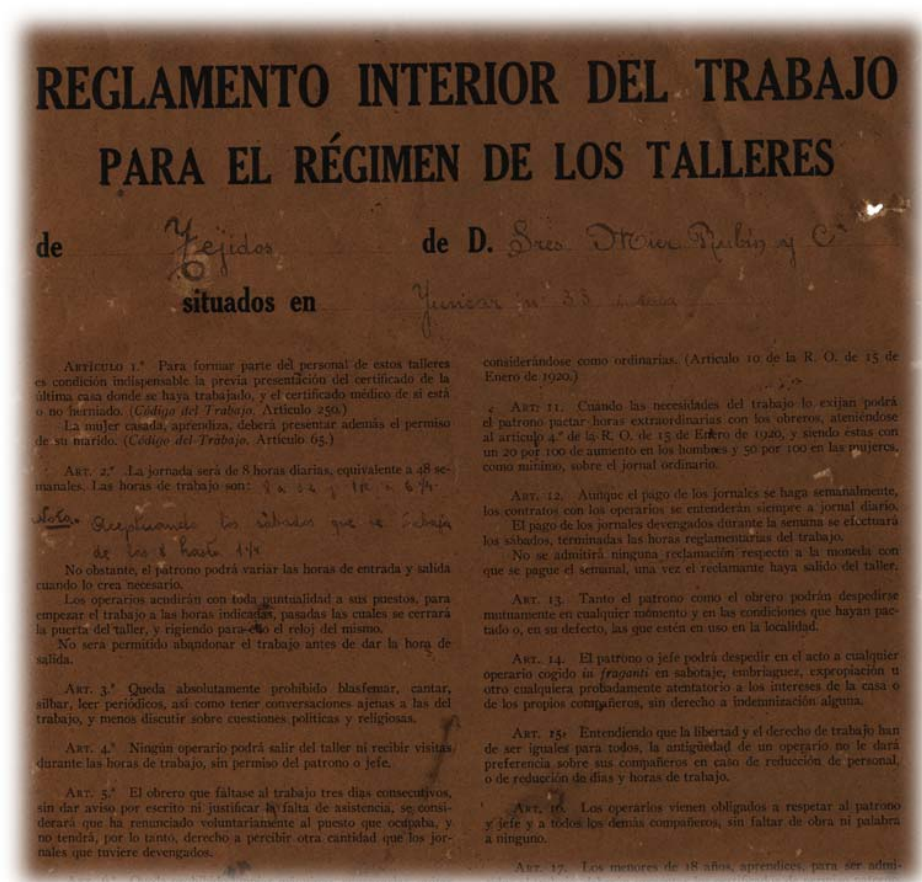 REGLAMENTO INTERIOR DEL TRABAJO
PARA EL RÉGIMEN DE LOS TALLERES
de Tejidos de D. Sres. Rubín y Cª
situados en nº 33
ARTÍCULO 1.º Para formar parte del personal de estos talleres
es condición indispensable la previa presentación del certificado de la
última casa donde se haya trabajado, y el certificado médico de si está
o no herniado. (Código del Trabajo. Artículo 250.)
La mujer casada, aprendiza, deberá presentar además el permiso
de su marido. (Código del Trabajo. Artículo 65.)
ART. 2.º La jornada será de 8 horas diarias, equivalente a 48 se-
manales. Las horas de trabajo son:
Nota. Exceptuando los sábados que se trabaja
de las 8 hasta
No obstante, el patrono podrá variar las horas de entrada y salida
cuando lo crea necesario.
Los operarios acudirán con toda puntualidad a sus puestos, para
empezar el trabajo a las horas indicadas, pasadas las cuales se cerrará
la puerta del taller, y rigiendo para ello el reloj del mismo.
No será permitido abandonar el trabajo antes de dar la hora de
salida.
ART. 3.º Queda absolutamente prohibido blasfemar, cantar,
silbar, leer periódicos, así como tener conversaciones ajenas a las del
trabajo, y menos discutir sobre cuestiones políticas y religiosas.
ART. 4.º Ningún operario podrá salir del taller ni recibir visitas
durante las horas de trabajo, sin permiso del patrono o jefe.
ART. 5.º El obrero que faltase al trabajo tres días consecutivos,
sin dar aviso por escrito ni justificar la falta de asistencia, se consi-
derará que ha renunciado voluntariamente al puesto que ocupaba, y
no tendrá, por lo tanto, derecho a percibir otra cantidad que los jor-
nales que tuviere devengados.
considerándose como ordinarias. (Artículo 10 de la R. O. de 15 de
Enero de 1920.)
ART. 11. Cuando las necesidades del trabajo lo exijan podrá
el patrono pactar horas extraordinarias con los obreros, ateniéndose
al artículo 4.º de la R. O. de 15 de Enero de 1920, y siendo éstas con
un 20 por 100 de aumento en los hombres y 50 por 100 en las mujeres,
como mínimo, sobre el jornal ordinario.
ART. 12. Aunque el pago de los jornales se haga semanalmente,
los contratos con los operarios se entenderán siempre a jornal diario.
El pago de los jornales devengados durante la semana se efectuará
los sábados, terminadas las horas reglamentarias del trabajo.
No se admitirá ninguna reclamación respecto a la moneda con
que se pague el semanal, una vez el reclamante haya salido del taller.
ART. 13. Tanto el patrono como el obrero podrán despedirse
mutuamente en cualquier momento y en las condiciones que hayan pac-
tado o, en su defecto, las que estén en uso en la localidad.
ART. 14. El patrono o jefe podrá despedir en el acto a cualquier
operario cogido in fraganti en sabotaje, embriaguez, expropiación u
otro cualquiera probadamente atentatorio a los intereses de la casa o
de los propios compañeros, sin derecho a indemnización alguna.
ART. 15. Entendiendo que la libertad y el derecho de trabajo han
de ser iguales para todos, la antigüedad de un operario no le dará
preferencia sobre sus compañeros en caso de reducción de personal,
o de reducción de días y horas de trabajo.
ART. 16. Los operarios vienen obligados a respetar al patrono
y jefe y a todos los demás compañeros, sin faltar de obra ni palabra
a ninguno.
ART. 17. Los menores de 18 años, aprendices, para ser admi-